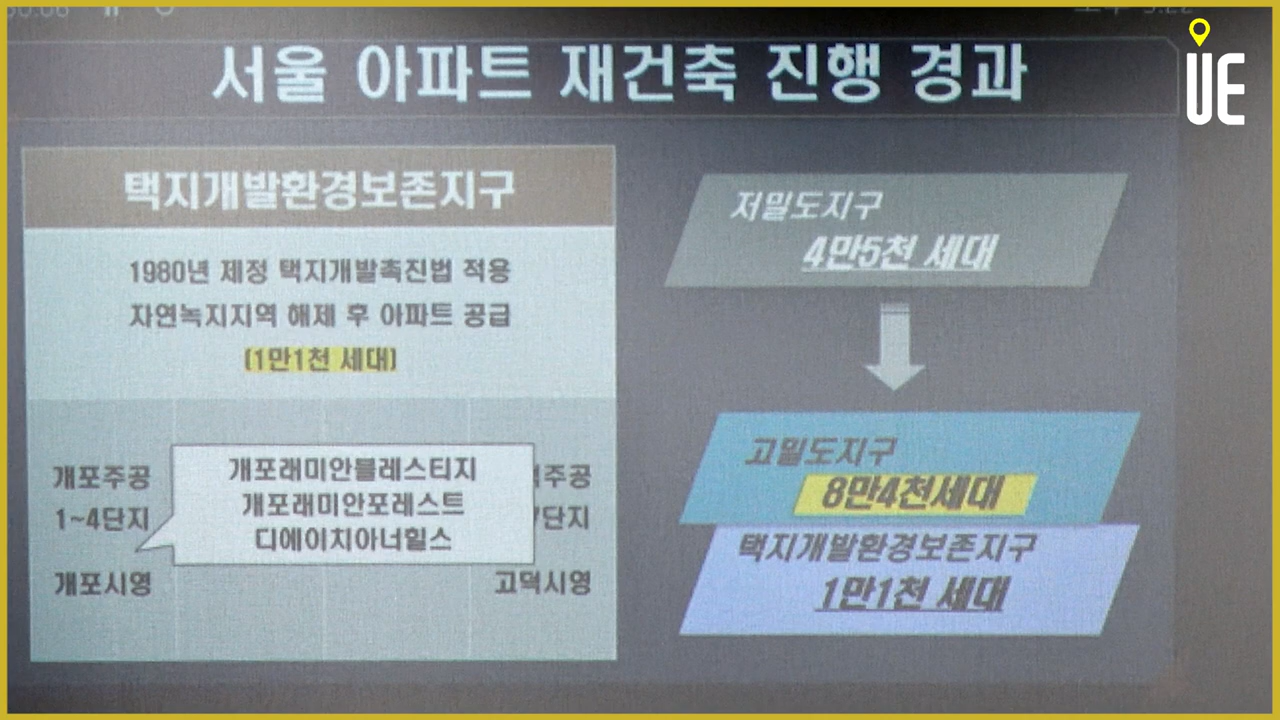 서울 아파트 재건축 진행 경과
UE
택지개발환경보존지구
1980년 제정 택지개발촉진법 적용
자연녹지지역 해제 후 아파트 공급
(1만1천 세대)
개포주공
1~4단지
개포시영
개포래미안블레스티지
개포래미안포레스트
디에이치아너힐스
주공
단지
고덕시영
저밀도지구
4만5천 세대
고밀도지구
8만4천세대
택지개발환경보존지구
1만1천 세대